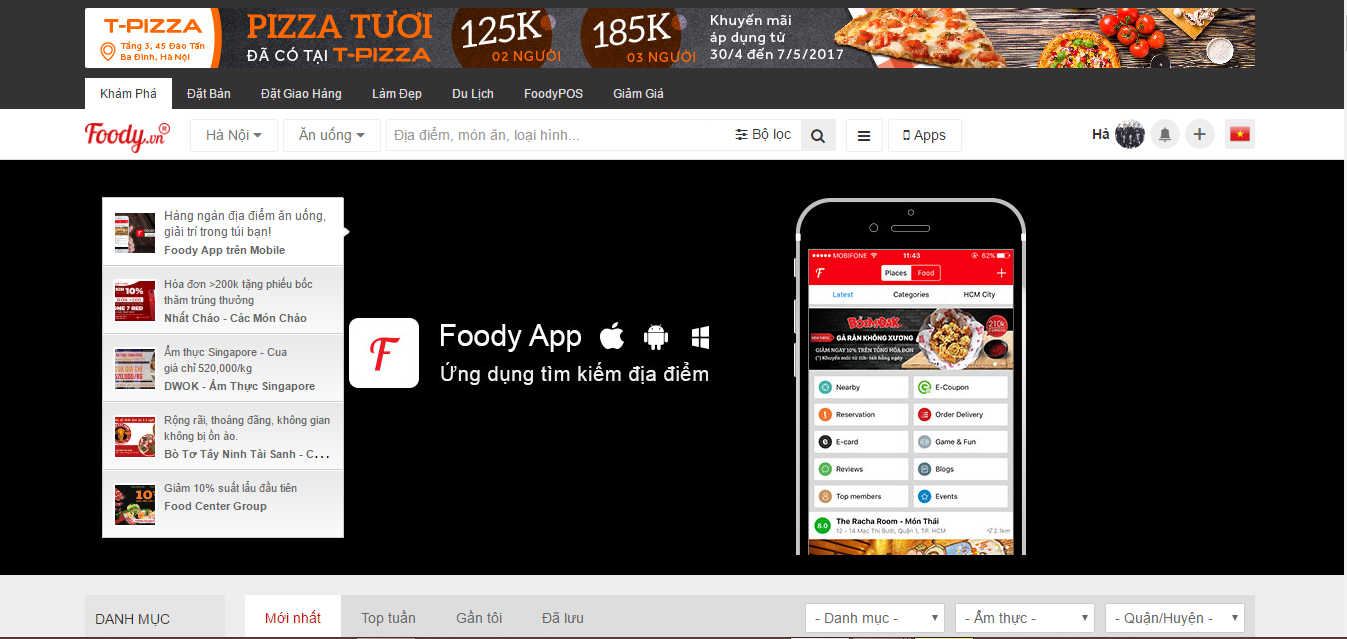 T-PIZZA
Tầng 3, 45 Đào Tấn
Ba Đình, Hà Nội
PIZZA TƯƠI
ĐÃ CÓ TẠI T-PIZZA
125K
02 NGƯỜI
185K
03 NGƯỜI
Khuyến mãi
áp dụng từ
30/4 đến 7/5/2017
Khám Phá
Đặt Bàn
Đặt Giao Hàng
Làm Đẹp
Du Lịch
FoodyPOS
Giảm Giá
Foody.vn®
Hà Nội
Ăn uống
Địa điểm, món ăn, loại hình...
Bộ lọc
Apps
Hà
Hàng ngàn địa điểm ăn uống,
giải trí trong túi bạn!
Foody App trên Mobile
Hóa đơn >200k tặng phiếu bốc
thăm trúng thưởng
Nhất Cháo - Các Món Cháo
Ẩm thực Singapore - Cua
giá chỉ 520,000/kg
DWOK - Ẩm Thực Singapore
Rộng rãi, thoáng đãng, không gian
không bị ồn ào.
Bò Tơ Tây Ninh Tài Sanh - C...
Giảm 10% suất lẩu đầu tiên
Food Center Group
F
Foody App
Ứng dụng tìm kiếm địa điểm
MOBIFONE
11:43
62%
F
Places
Food
+
Latest
Categories
HCM City
GÀ RÁN KHÔNG XƯƠNG
GIẢM NGAY 10% TRÊN TỔNG HÓA ĐƠN
210k
Nearby
E-Coupon
Reservation
Order Delivery
E-card
Game & Fun
Reviews
Blogs
Top members
Events
8.0
The Racha Room - Món Thái
12 - 14 Mạc Thị Bưởi, Quận 1, TP. HCM
2.1km
DANH MỤC
Mới nhất
Top tuần
Gần tôi
Đã lưu
- Danh mục -
- Ẩm thực -
- Quận/Huyện -